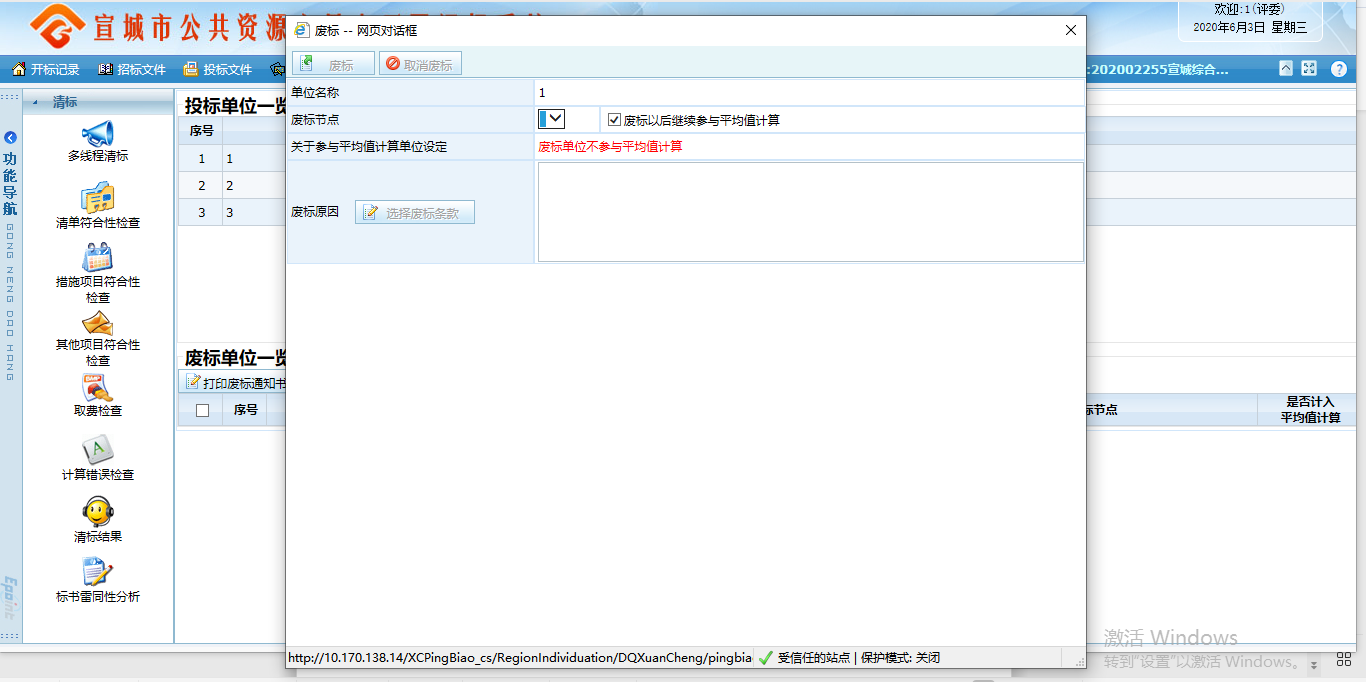 宣城市公共资源
欢迎:1(评委)
2020年6月3日 星期三
开标记录
招标文件
投标文件
:202002255宣城综合...
?
功能导航
GONG NENG DAO HANG
Epoint
清标
多线程清标
清单符合性检查
措施项目符合性
检查
其他项目符合性
检查
取费检查
计算错误检查
清标结果
标书雷同性分析
投标单位一览
序号
1 1
2 2
3 3
废标单位一览
打印废标通知书
序号
标节点
是否计入
平均值计算
废标 -- 网页对话框
废标
取消废标
单位名称 1
废标节点
废标以后继续参与平均值计算
关于参与平均值计算单位设定 废标单位不参与平均值计算
废标原因
选择废标条款
http://10.170.138.14/XCPingBiao_cs/RegionIndividuation/DQXuanCheng/pingbia
受信任的站点 | 保护模式: 关闭
激活 Windows
转到"设置"以激活 Windows。